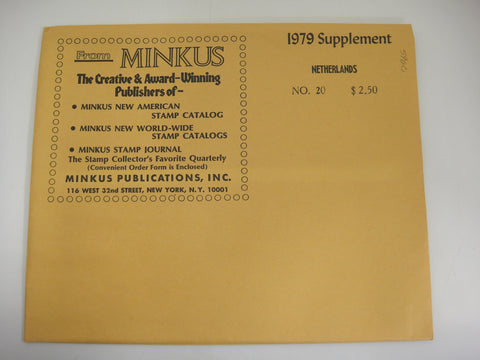 From MINKUS
The Creative & Award-Winning
Publishers of-
• MINKUS NEW AMERICAN
STAMP CATALOG
• MINKUS NEW WORLD-WIDE
STAMP CATALOGS
• MINKUS STAMP JOURNAL
The Stamp Collector's Favorite Quarterly
(Convenient Order Form is Enclosed)
MINKUS PUBLICATIONS, INC.
116 WEST 32nd STREET, NEW YORK, N.Y. 10001
1979 Supplement
NETHERLANDS
NO. 20 $2.50